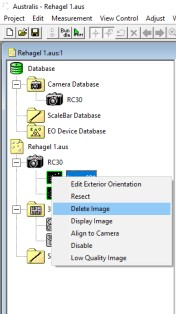 Australis - Rehagel 1.aus
Project Edit Measurement View Control Adjust
Rehagel 1.aus:1
Database
Camera Database
RC30
ScaleBar Database
EO Device Database
Rehagel 1.aus
RC30
Edit Exterior Orientation
Resect
Delete Image
Display Image
Align to Camera
Disable
Low Quality Image
3
S